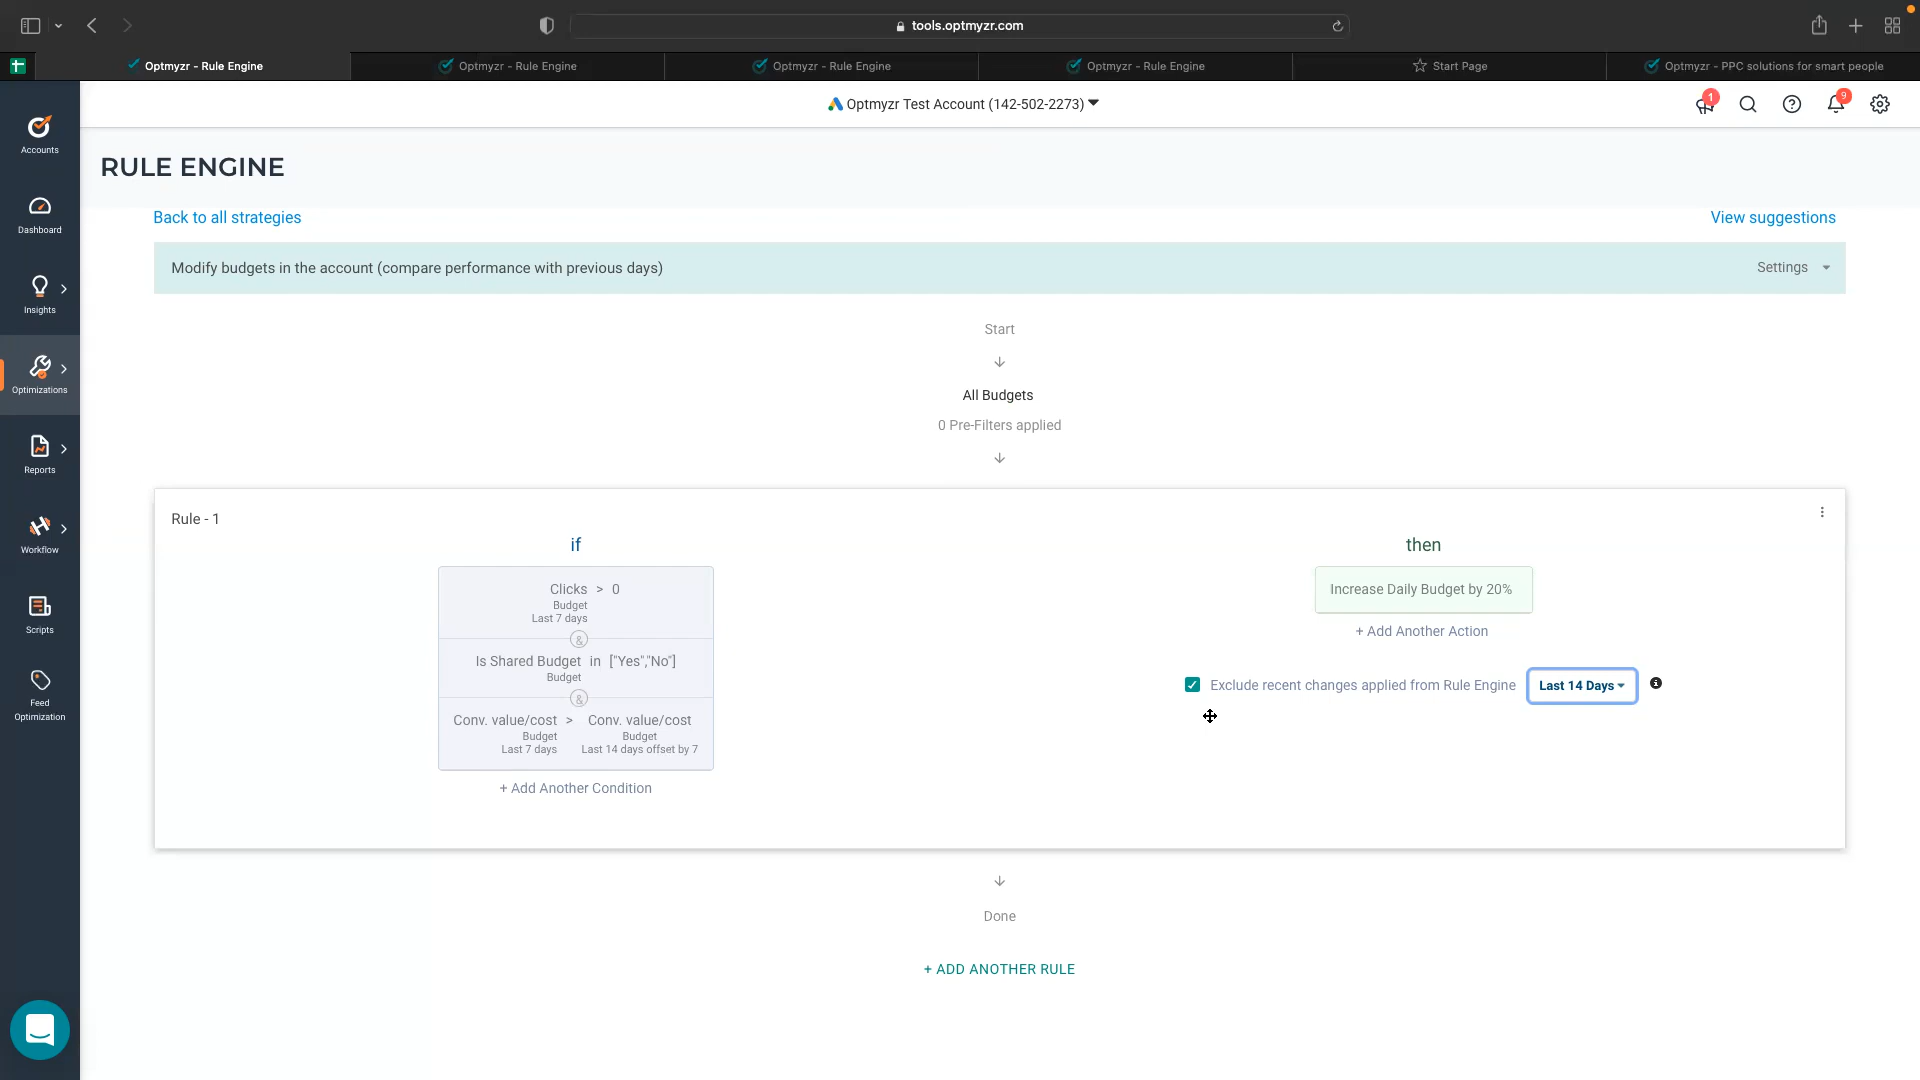 tools.optmyzr.com
Optmyzr - Rule Engine
Optmyzr - Rule Engine
Optmyzr - Rule Engine
Optmyzr - Rule Engine
Start Page
Optmyzr - PPC solutions for smart people
Optmyzr Test Account (142-502-2273)
1
9
Accounts
Dashboard
Insights
Optimizations
Reports
Workflow
Scripts
Feed
Optimization
RULE ENGINE
Back to all strategies
View suggestions
Modify budgets in the account (compare performance with previous days)
Settings
Start
All Budgets
0 Pre-Filters applied
Rule - 1
if
Clicks > 0
Budget
Last 7 days
&
Is Shared Budget in ["Yes","No"]
Budget
&
Conv. value/cost > Conv. value/cost
Budget Budget
Last 7 days Last 14 days offset by 7
+ Add Another Condition
then
Increase Daily Budget by 20%
+ Add Another Action
Exclude recent changes applied from Rule Engine
Last 14 Days
Done
+ ADD ANOTHER RULE